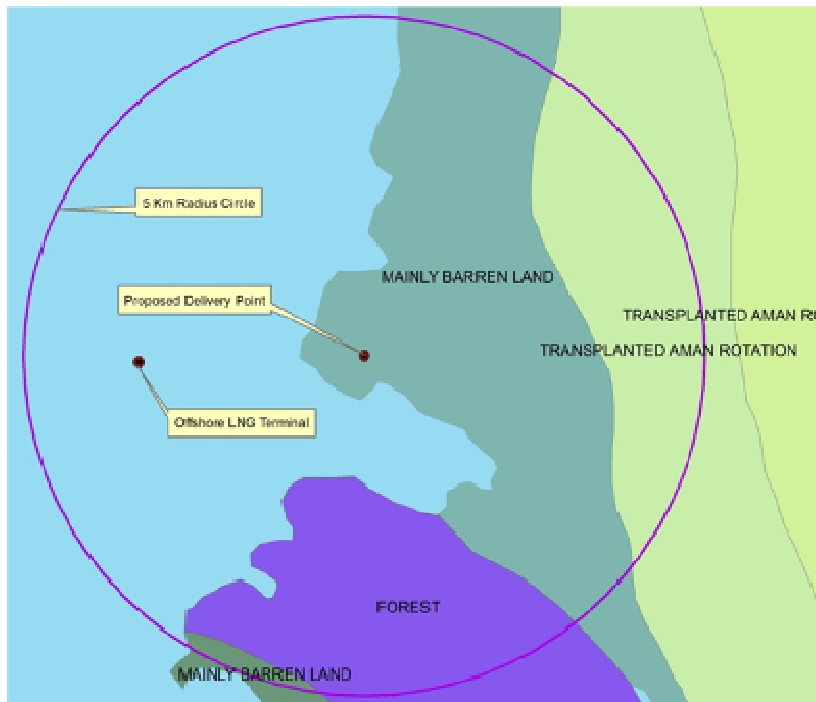 5 Km Radius Circle
MAINLY BARREN LAND
Proposed Delivery Point
TRANSPLANTED AMAN R
TRANSPLANTED AMAN ROTATION
Offshore LNG Terminal
FOREST
MAINLY BARREN LAND